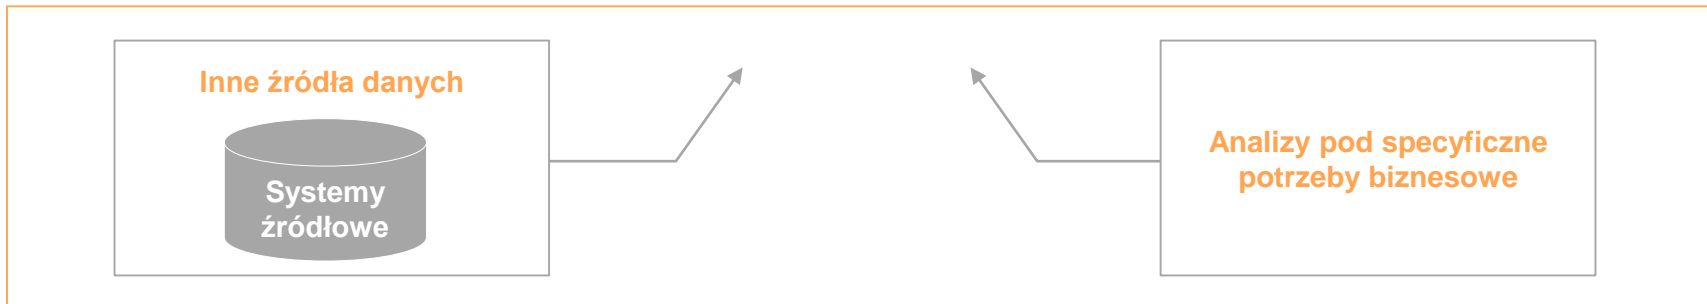 Inne źródła danych
Systemy
źródłowe
Analizy pod specyficzne
potrzeby biznesowe